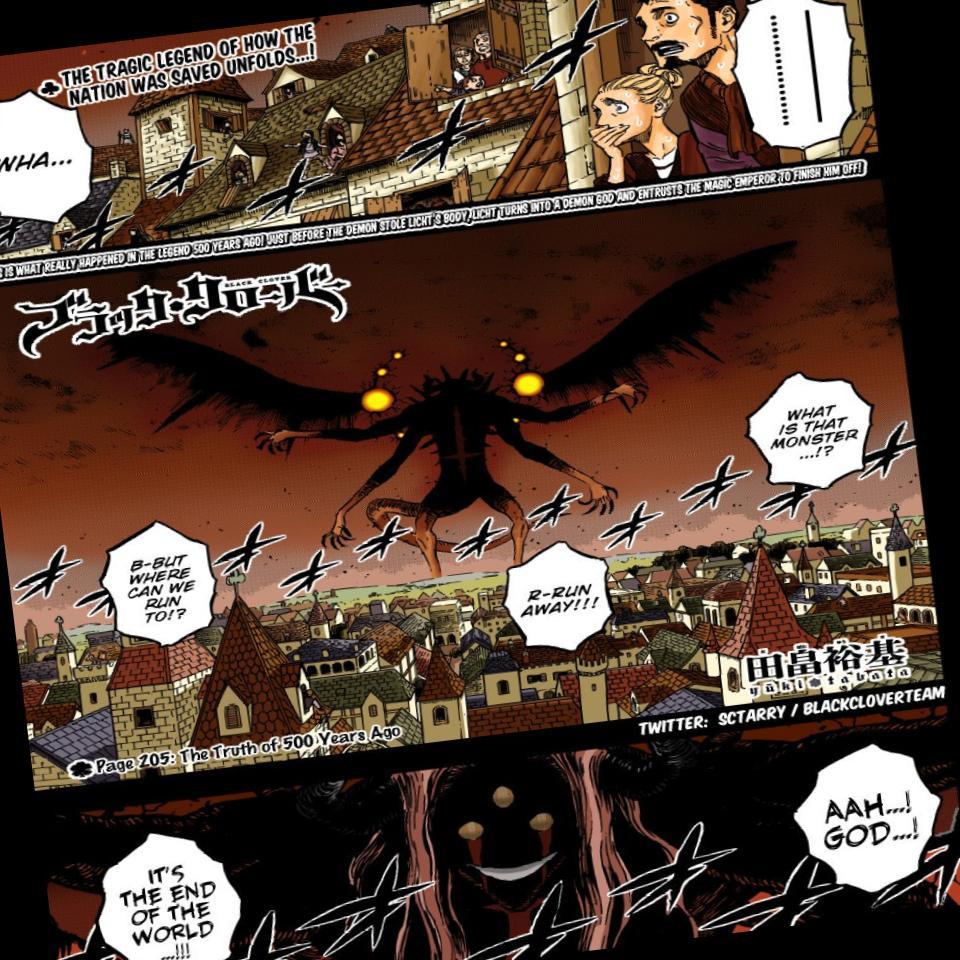 THE TRAGIC LEGEND OF HOW THE
NATION WAS SAVED UNFOLDS...!
WHA...
IS WHAT REALLY HAPPENED IN THE LEGEND 500 YEARS AGO! JUST BEFORE THE DEMON STOLE LICHT'S BODY, LICHT TURNS INTO A DEMON GOD AND ENTRUSTS THE MAGIC EMPEROR TO FINISH HIM OFF!
ブラック・クローバー
BLACK CLOVER
WHAT
IS THAT
MONSTER
...!?
B-BUT
WHERE
CAN WE
RUN
TO!?
R-RUN
AWAY!!!
田畠裕基
yūki tabata
TWITTER: SCTARRY / BLACKCLOVERTEAM
Page 205: The Truth of 500 Years Ago
AAH...!
GOD...!
IT'S
THE END
OF THE
WORLD
...!!!